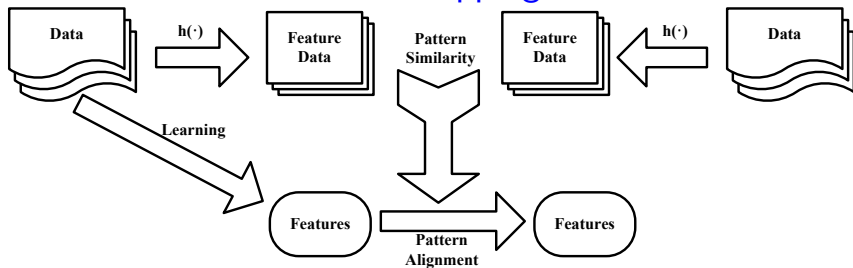 Data
h(·)
Feature
Data
Pattern
Similarity
Feature
Data
h(·)
Data
Learning
Features
Pattern
Alignment
Features